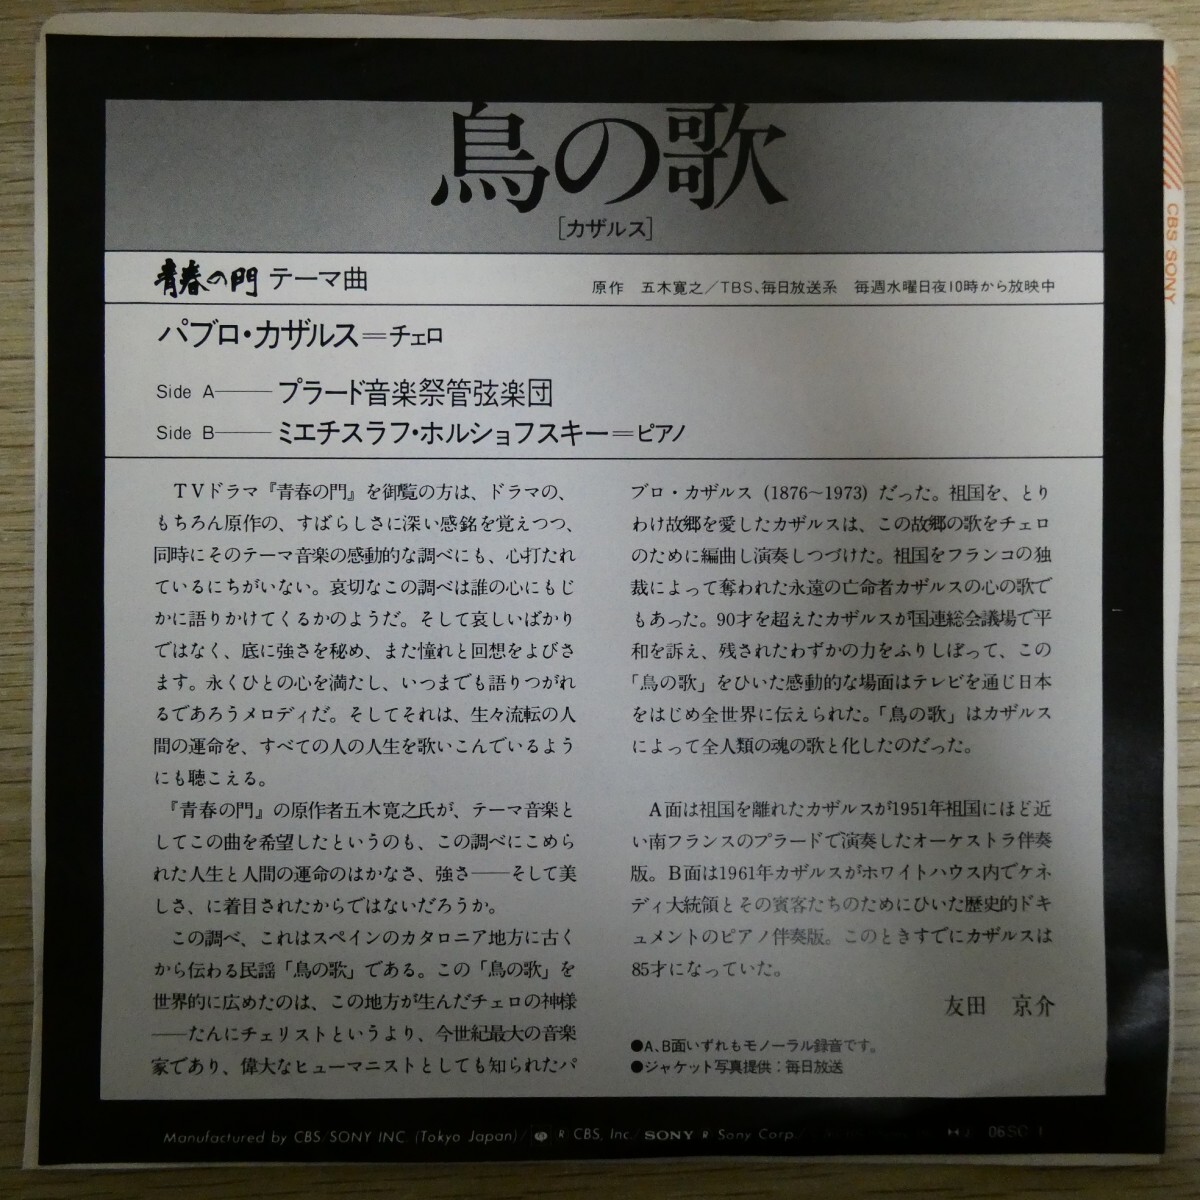 鳥の歌
[カザルス]
青春の門 テーマ曲
原作 五木寛之／TBS、毎日放送系 毎週水曜日夜10時から放映中
パブロ・カザルス＝チェロ
Side A——プラード音楽祭管弦楽団
Side B——ミエチスラフ・ホルショフスキー＝ピアノ
TVドラマ『青春の門』を御覧の方は、ドラマの、
もちろん原作の、すばらしさに深い感銘を覚えつつ、
同時にそのテーマ音楽の感動的な調べにも、心打たれ
ているにちがいない。哀切なこの調べは誰の心にもじ
かに語りかけてくるかのようだ。そして哀しいばかり
ではなく、底に強さを秘め、また憧れと回想をよびさ
ます。永くひとの心を満たし、いつまでも語りつがれ
るであろうメロディだ。そしてそれは、生々流転の人
間の運命を、すべての人の人生を歌いこんでいるよう
にも聴こえる。
『青春の門』の原作者五木寛之氏が、テーマ音楽と
してこの曲を希望したというのも、この調べにこめら
れた人生と人間の運命のはかなさ、強さ——そして美
しさ、に着目されたからではないだろうか。
この調べ、これはスペインのカタロニア地方に古く
から伝わる民謡「鳥の歌」である。この「鳥の歌」を
世界的に広めたのは、この地方が生んだチェロの神様
——たんにチェリストというより、今世紀最大の音楽
家であり、偉大なヒューマニストとしても知られたパ
ブロ・カザルス（1876～1973）だった。祖国を、とり
わけ故郷を愛したカザルスは、この故郷の歌をチェロ
のために編曲し演奏しつづけた。祖国をフランコの独
裁によって奪われた永遠の亡命者カザルスの心の歌で
もあった。90才を超えたカザルスが国連総会議場で平
和を訴え、残されたわずかの力をふりしぼって、この
「鳥の歌」をひいた感動的な場面はテレビを通じ日本
をはじめ全世界に伝えられた。「鳥の歌」はカザルス
によって全人類の魂の歌と化したのだった。
A面は祖国を離れたカザルスが1951年祖国にほど近
い南フランスのプラードで演奏したオーケストラ伴奏
版。B面は1961年カザルスがホワイトハウス内でケネ
ディ大統領とその賓客たちのためにひいた歴史的ドキ
ュメントのピアノ伴奏版。このときすでにカザルスは
85才になっていた。
友田 京介
●A、B面いずれもモノーラル録音です。
●ジャケット写真提供：毎日放送
Manufactured by CBS/SONY INC (Tokyo Japan)/ ® CBS, Inc./ SONY ® Sony Corp./
CBS SONY